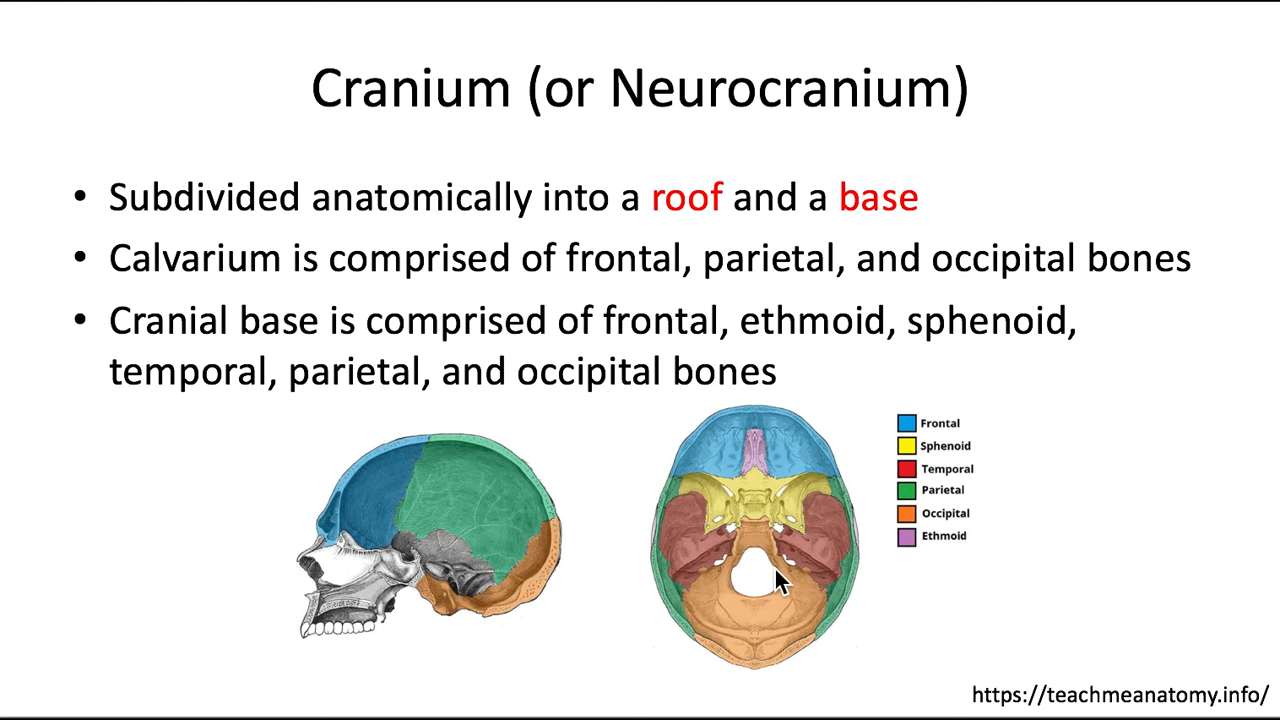 Cranium (or Neurocranium)
• Subdivided anatomically into a roof and a base
• Calvarium is comprised of frontal, parietal, and occipital bones
• Cranial base is comprised of frontal, ethmoid, sphenoid,
temporal, parietal, and occipital bones
Frontal
Sphenoid
Temporal
Parietal
Occipital
Ethmoid
https://teachmeanatomy.info/